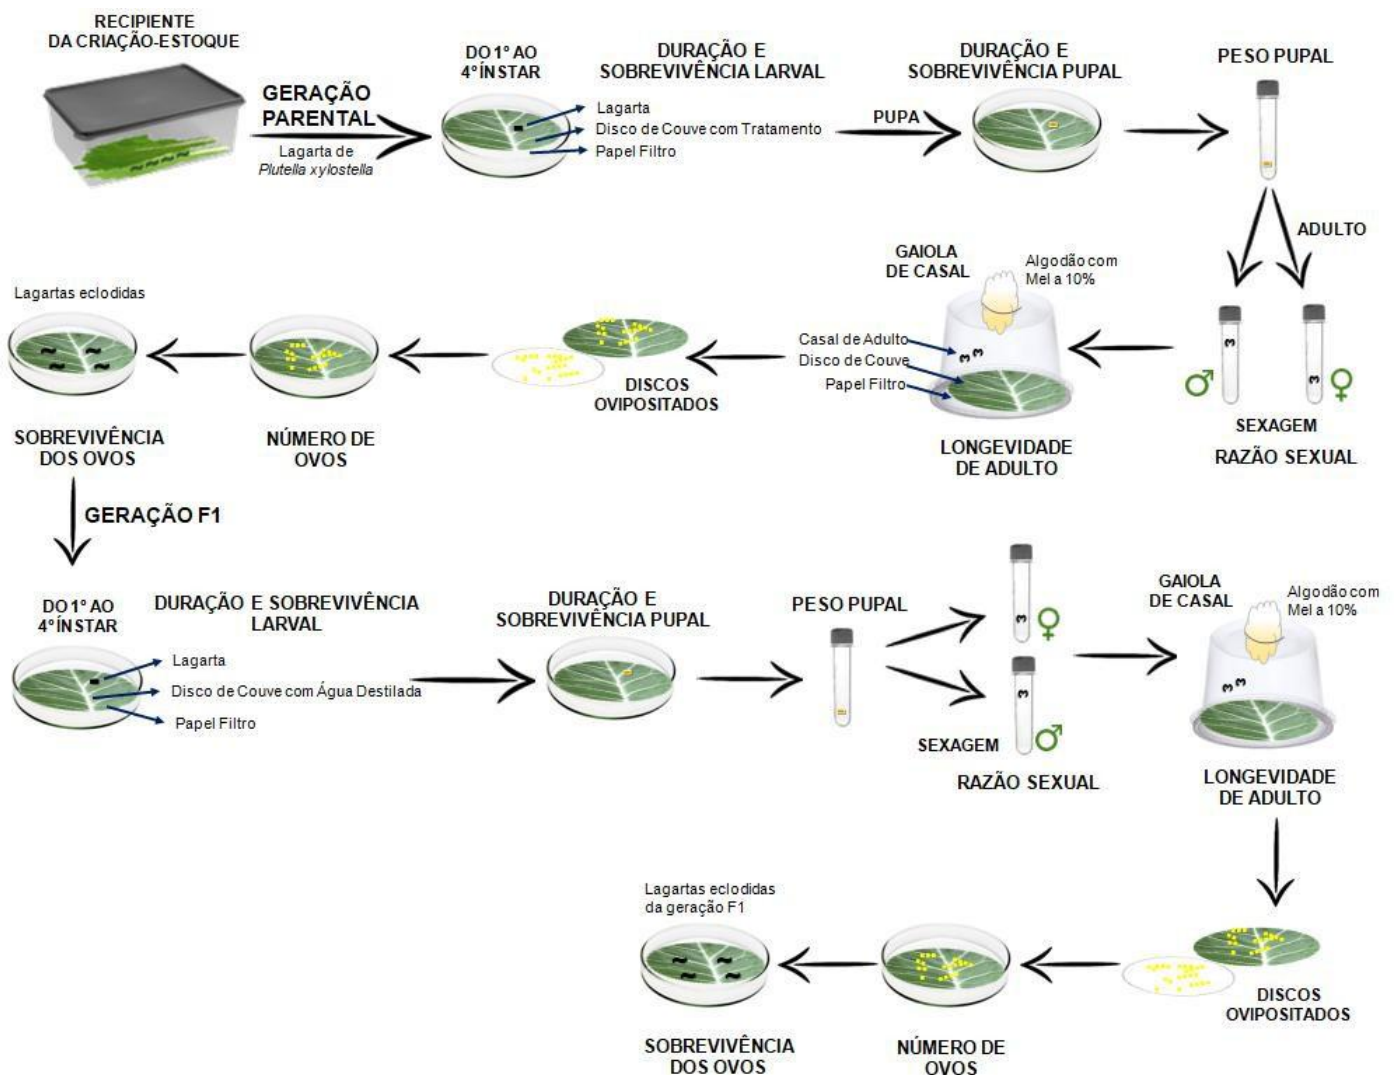 RECIPIENTE
DA CRIAÇÃO-ESTOQUE
GERAÇÃO
PARENTAL
Lagarta de
Plutella xylostella
DO 1º AO
4º ÍNSTAR
DURAÇÃO E
SOBREVIVÊNCIA LARVAL
Lagarta
Disco de Couve com Tratamento
Papel Filtro
PUPA
DURAÇÃO E
SOBREVIVÊNCIA PUPAL
PESO PUPAL
ADULTO
♂
♀
SEXAGEM
RAZÃO SEXUAL
GAIOLA
DE CASAL
Algodão com
Mel a 10%
Casal de Adulto
Disco de Couve
Papel Filtro
LONGEVIDADE
DE ADULTO
DISCOS
OVIPOSITADOS
NÚMERO DE
OVOS
Lagartas eclodidas
SOBREVIVÊNCIA
DOS OVOS
GERAÇÃO F1
DO 1º AO
4º ÍNSTAR
DURAÇÃO E SOBREVIVÊNCIA
LARVAL
Lagarta
Disco de Couve com Água Destilada
Papel Filtro
DURAÇÃO E
SOBREVIVÊNCIA PUPAL
PESO PUPAL
♀
♂
SEXAGEM
RAZÃO SEXUAL
GAIOLA
DE CASAL
Algodão com
Mel a 10%
LONGEVIDADE
DE ADULTO
DISCOS
OVIPOSITADOS
NÚMERO DE
OVOS
Lagartas eclodidas
da geração F1
SOBREVIVÊNCIA
DOS OVOS